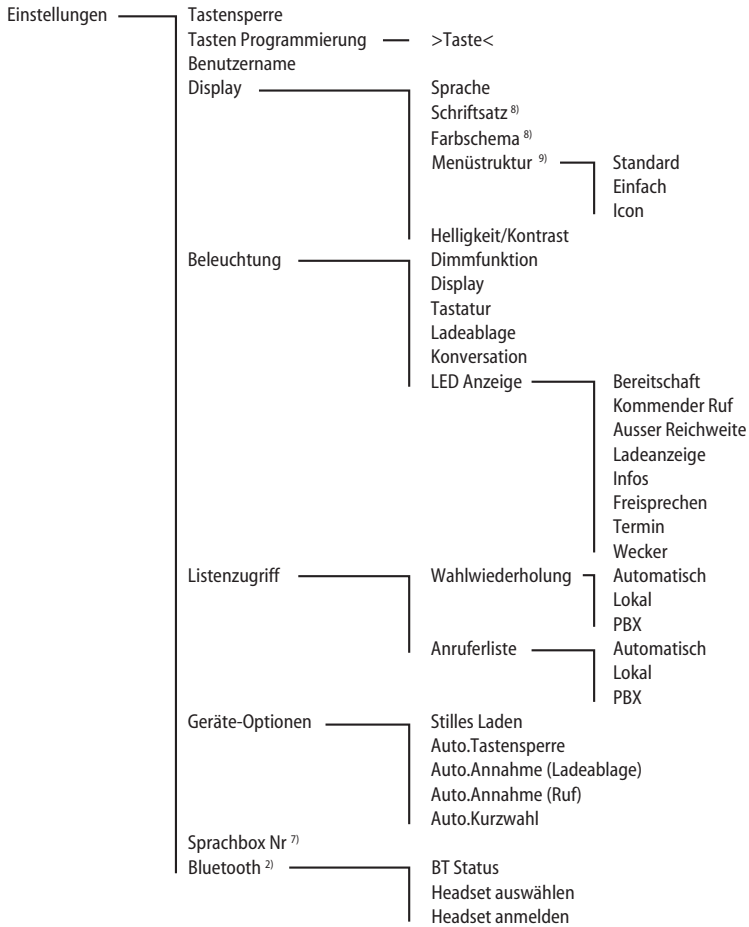 Einstellungen Tastensperre
Tasten Programmierung >Taste<
Benutzername
Display Sprache
Schriftsatz 8)
Farbschema 8)
Menüstruktur 9) Standard
Einfach
Icon
Helligkeit/Kontrast
Beleuchtung Dimmfunktion
Display
Tastatur
Ladeablage
Konversation
LED Anzeige Bereitschaft
Kommender Ruf
Ausser Reichweite
Ladeanzeige
Infos
Freisprechen
Termin
Wecker
Listenzugriff Wahlwiederholung Automatisch
Lokal
PBX
Anruferliste Automatisch
Lokal
PBX
Geräte-Optionen Stilles Laden
Auto.Tastensperre
Auto.Annahme (Ladeablage)
Auto.Annahme (Ruf)
Auto.Kurzwahl
Sprachbox Nr 7)
Bluetooth 2) BT Status
Headset auswählen
Headset anmelden